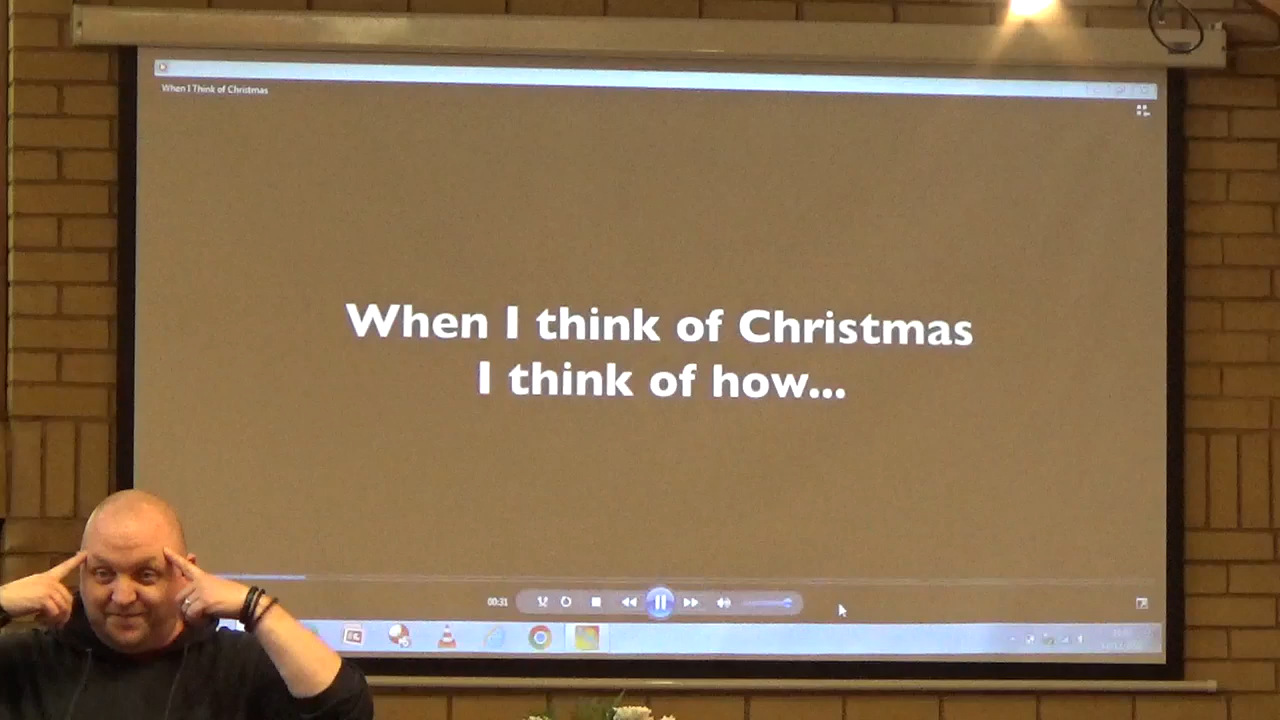 When I Think of Christmas
When I think of Christmas
I think of how...
00:31